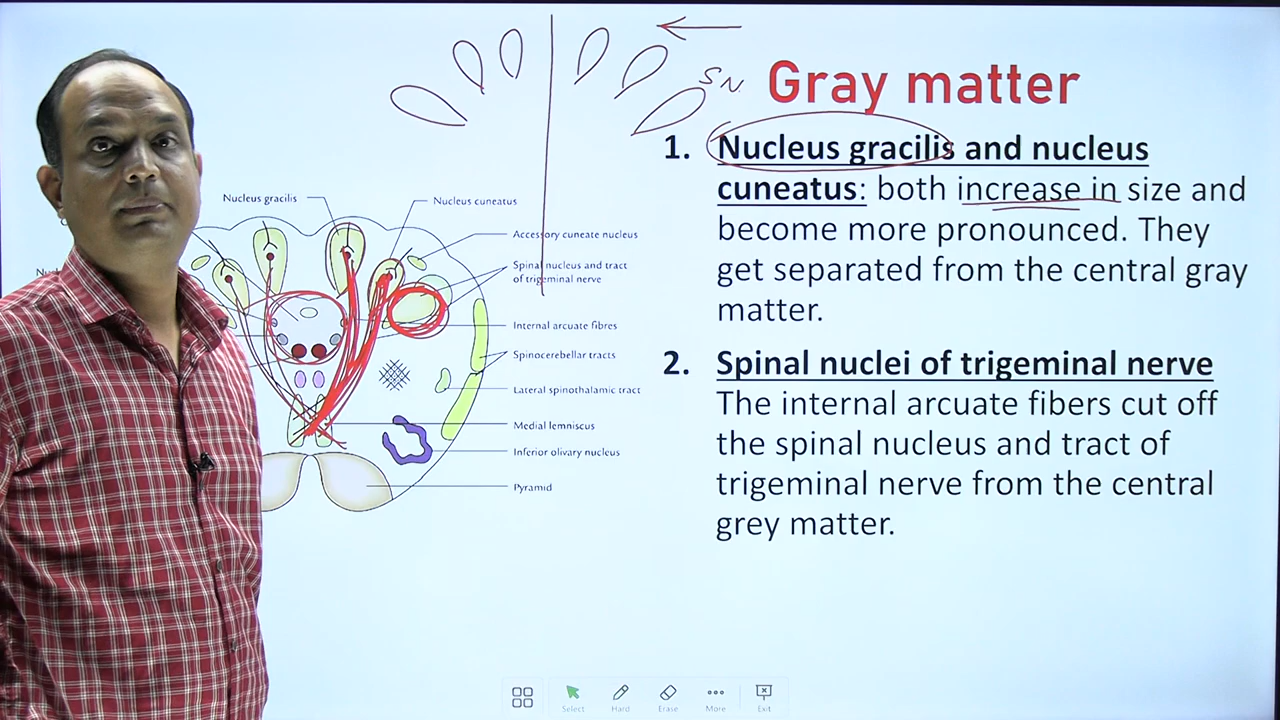 SN
Gray matter
1. Nucleus gracilis and nucleus
cuneatus: both increase in size and
become more pronounced. They
get separated from the central gray
matter.
2. Spinal nuclei of trigeminal nerve
The internal arcuate fibers cut off
the spinal nucleus and tract of
trigeminal nerve from the central
grey matter.
Nucleus gracilis
Nucleus cuneatus
Accessory cuneate nucleus
Spinal nucleus and tract
of trigeminal nerve
Internal arcuate fibres
Spinocerebellar tracts
Lateral spinothalamic tract
Medial lemniscus
Inferior olivary nucleus
Pyramid
Select
Hard
Erase
More
Exit